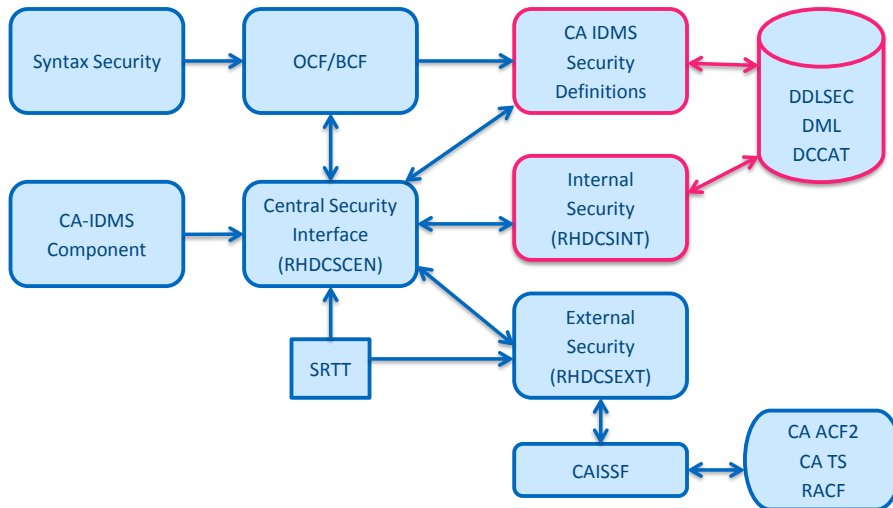 Syntax Security
OCF/BCF
CA IDMS
Security
Definitions
DDLSEC
DML
DCCAT
CA-IDMS
Component
Central Security
Interface
(RHDCSCEN)
Internal
Security
(RHDCSINT)
SRTT
External
Security
(RHDCSEXT)
CAISSF
CA ACF2
CA TS
RACF